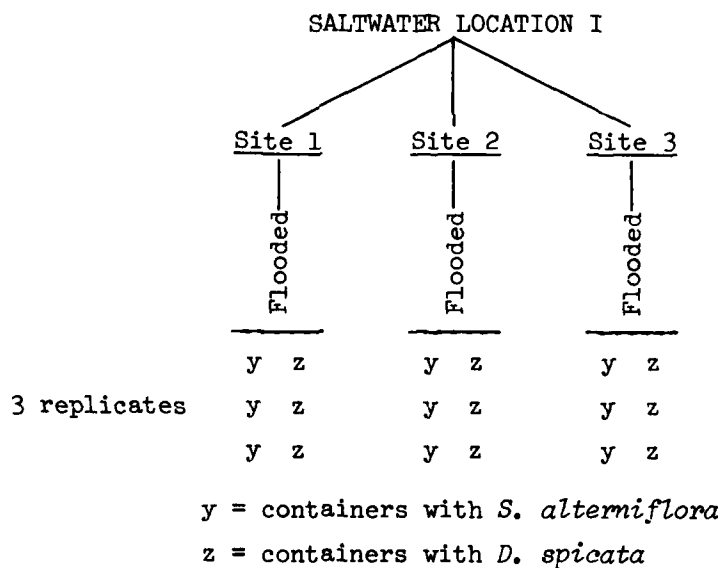 SALTWATER LOCATION I
Site 1 Site 2 Site 3
Flooded Flooded Flooded
y z y z y z
3 replicates y z y z y z
y z y z y z
y = containers with S. alterniflora
z = containers with D. spicata